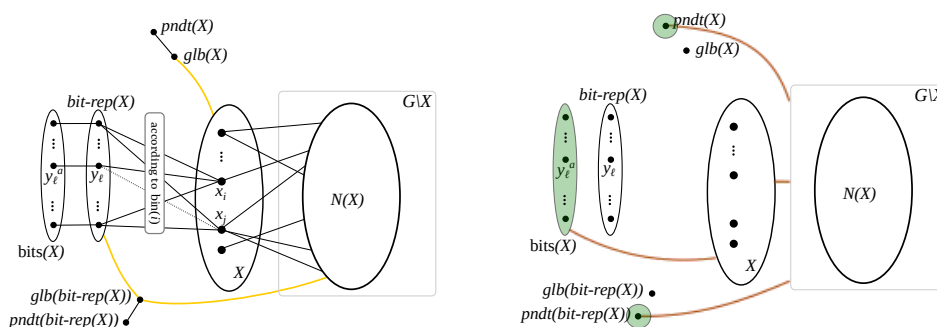 pndt(X)
glb(X)
bit-rep(X)
G\X
according to bin(i)
y_ℓ^a
y_ℓ
x_i
x_j
N(X)
X
bits(X)
glb(bit-rep(X))
pndt(bit-rep(X))
pndt(X)
glb(X)
bit-rep(X)
G\X
y_ℓ^a
y_ℓ
N(X)
bits(X)
X
glb(bit-rep(X))
pndt(bit-rep(X))